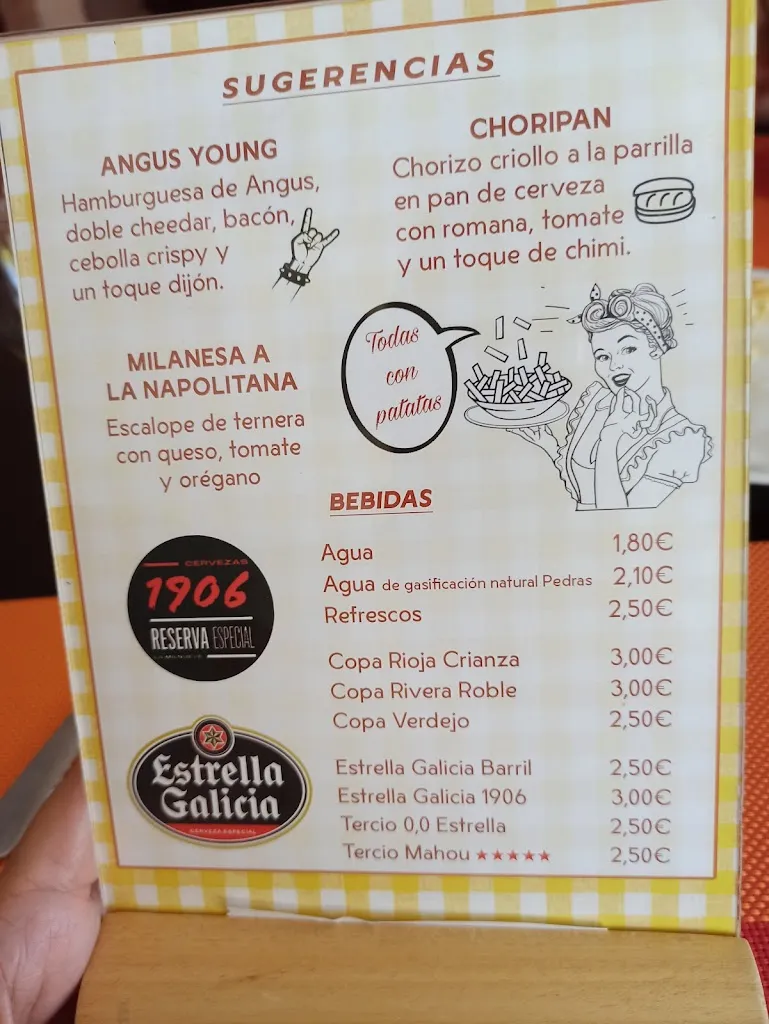 SUGERENCIAS
ANGUS YOUNG
Hamburguesa de Angus,
doble cheedar, bacón,
cebolla crispy y
un toque dijón.
CHORIPAN
Chorizo criollo a la parrilla
en pan de cerveza
con romana, tomate
y un toque de chimi.
MILANESA A
LA NAPOLITANA
Escalope de ternera
con queso, tomate
y orégano
Todas
con
patatas
BEBIDAS
Agua 1,80€
Agua de gasificación natural Pedras 2,10€
Refrescos 2,50€
Copa Rioja Crianza 3,00€
Copa Rivera Roble 3,00€
Copa Verdejo 2,50€
Estrella Galicia Barril 2,50€
Estrella Galicia 1906 3,00€
Tercio 0,0 Estrella 2,50€
Tercio Mahou ★★★★★ 2,50€
CERVEZAS
1906
RESERVA ESPECIAL
Estrella
Galicia
CERVEZA ESPECIAL